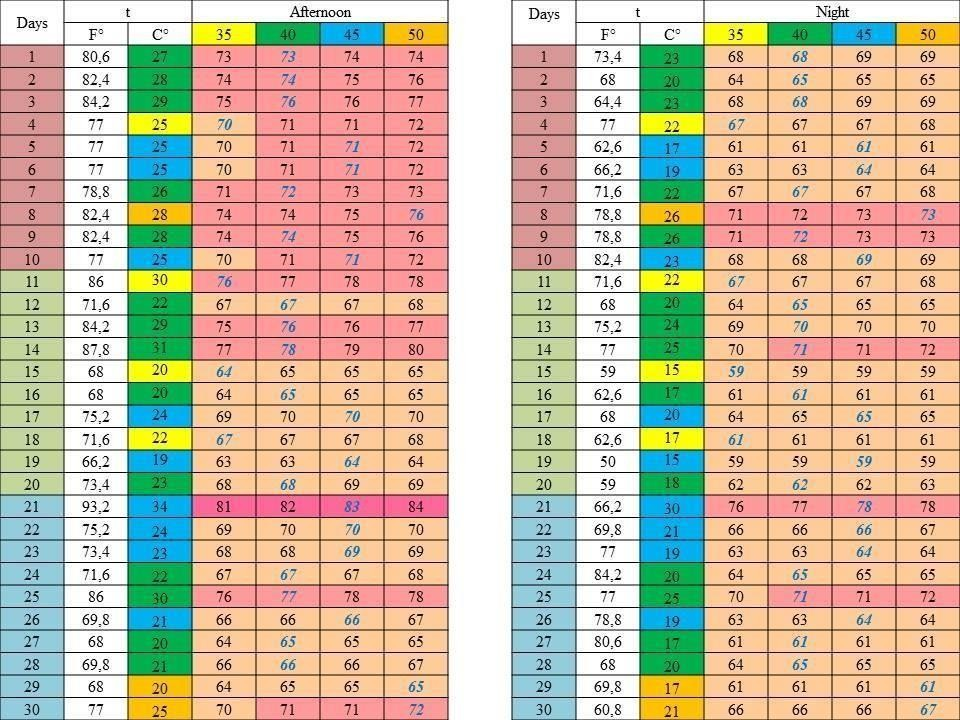 Days t Afternoon Days t Night
F° C° 35 40 45 50 F° C° 35 40 45 50
1 80,6 27 73 73 74 74 1 73,4 23 68 68 69 69
2 82,4 28 74 74 75 76 2 68 20 64 65 65 65
3 84,2 29 75 76 76 77 3 64,4 23 68 68 69 69
4 77 25 70 71 71 72 4 77 22 67 67 67 68
5 77 25 70 71 71 72 5 62,6 17 61 61 61 61
6 77 25 70 71 71 72 6 66,2 19 63 63 64 64
7 78,8 26 71 72 73 73 7 71,6 22 67 67 67 68
8 82,4 28 74 74 75 76 8 78,8 26 71 72 73 73
9 82,4 28 74 74 75 76 9 78,8 26 71 72 73 73
10 77 25 70 71 71 72 10 82,4 23 68 68 69 69
11 86 30 76 77 78 78 11 71,6 22 67 67 67 68
12 71,6 22 67 67 67 68 12 68 20 64 65 65 65
13 84,2 29 75 76 76 77 13 75,2 24 69 70 70 70
14 87,8 31 77 78 79 80 14 77 25 70 71 71 72
15 68 20 64 65 65 65 15 59 15 59 59 59 59
16 68 20 64 65 65 65 16 62,6 17 61 61 61 61
17 75,2 24 69 70 70 70 17 68 20 64 65 65 65
18 71,6 22 67 67 67 68 18 62,6 17 61 61 61 61
19 66,2 19 63 63 64 64 19 50 15 59 59 59 59
20 73,4 23 68 68 69 69 20 59 18 62 62 62 63
21 93,2 34 81 82 83 84 21 66,2 30 76 77 78 78
22 75,2 24 69 70 70 70 22 69,8 21 66 66 66 67
23 73,4 23 68 68 69 69 23 77 19 63 63 64 64
24 71,6 22 67 67 67 68 24 84,2 20 64 65 65 65
25 86 30 76 77 78 78 25 77 25 70 71 71 72
26 69,8 21 66 66 66 67 26 78,8 19 63 63 64 64
27 68 20 64 65 65 65 27 80,6 17 61 61 61 61
28 69,8 21 66 66 66 67 28 68 20 64 65 65 65
29 68 20 64 65 65 65 29 69,8 17 61 61 61 61
30 77 25 70 71 71 72 30 60,8 21 66 66 66 67